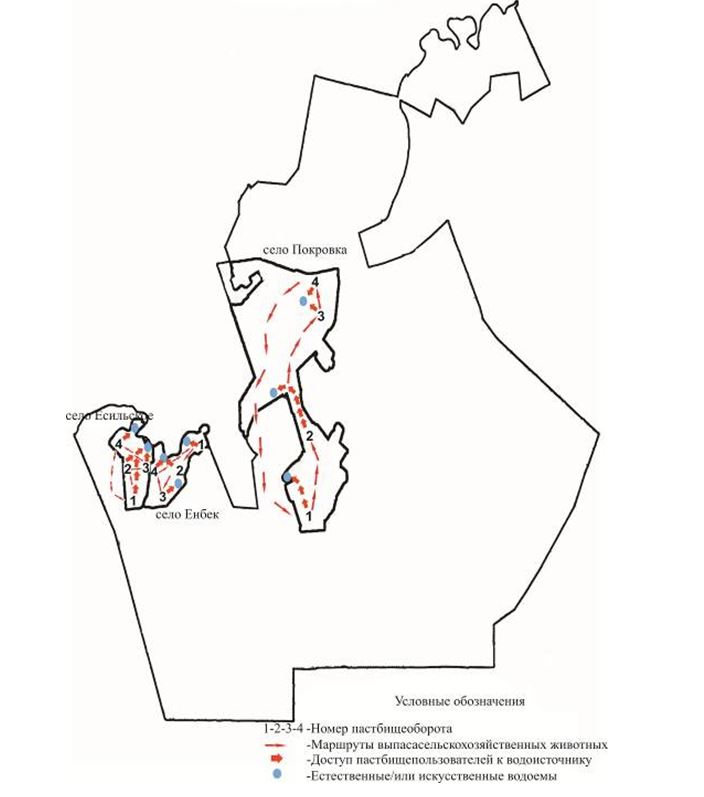 село Покровка
4
3
село Есильское
4
2
3
4
2
1
2
1
3
село Енбек
1
Условные обозначения
1-2-3-4 -Номер пастбищеоборота
-Маршруты выпасасельскохозяйственных животных
-Доступ пастбищепользователей к водоисточнику
-Естественные/или искусственные водоемы